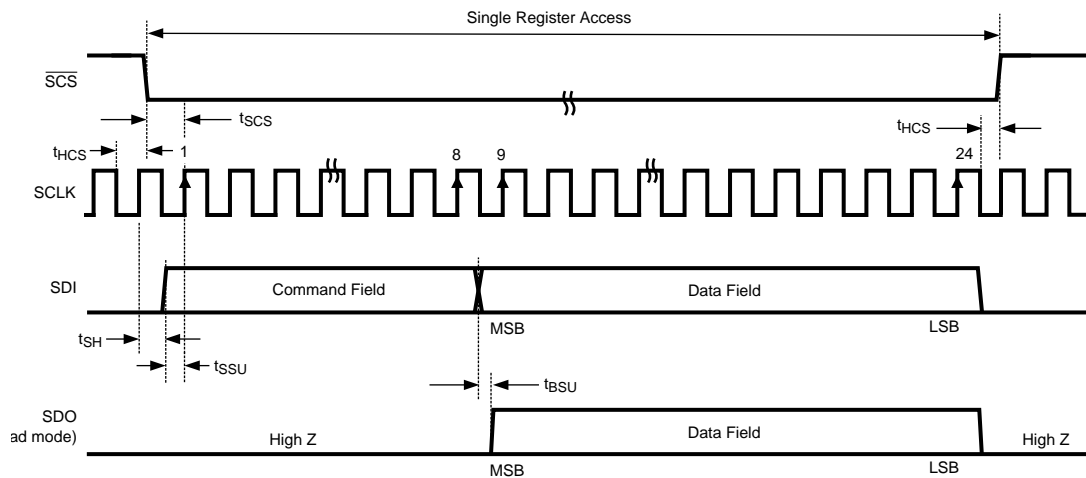 Single Register Access
SCS
tSCS
tHCS
tHCS
1
8
9
24
SCLK
SDI
Command Field
Data Field
MSB
LSB
tSH
tSSU
tBSU
SDO
ad mode)
High Z
Data Field
High Z
MSB
LSB